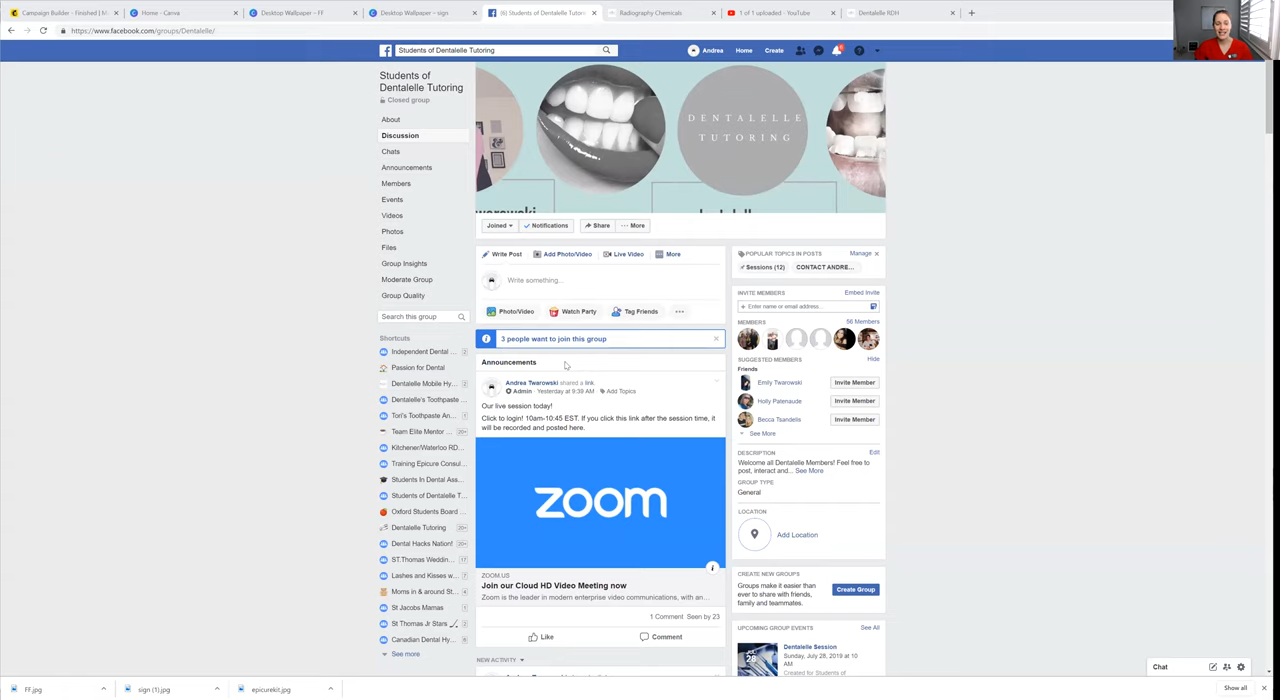 Campaign Builder - Finished | M
Home - Canva
Desktop Wallpaper – FF
Desktop Wallpaper – sign
(6) Students of Dentalelle Tutori
Radiography Chemicals
1 of 1 uploaded - YouTube
Dentalelle RDH
https://www.facebook.com/groups/Dentalelle/
Students of Dentalelle Tutoring
Andrea
Home
Create
Students of
Dentalelle Tutoring
Closed group
About
Discussion
Chats
Announcements
Members
Events
Videos
Photos
Files
Group Insights
Moderate Group
Group Quality
Search this group
Shortcuts
Independent Dental ... 2
Passion for Dental
Dentalelle Mobile Hy...
Dentalelle's Toothpaste ...
Tori's Toothpaste An... 1
Team Elite Mentor ... 20+
Kitchener/Waterloo RD...
Training Epicure Consul...
Students In Dental Ass...
Students of Dentalelle T...
Oxford Students Board ...
Dentalelle Tutoring 20+
Dental Hacks Nation! 20+
ST.Thomas Weddin... 17
Lashes and Kisses w... 7
Moms in & around St... 4
St Jacobs Mamas 1
St Thomas Jr Stars
Canadian Dental Hy...
See more
DENTALELLE
TUTORING
Joined
Notifications
Share
More
Write Post
Add Photo/Video
Live Video
More
Write something...
Photo/Video
Watch Party
Tag Friends
3 people want to join this group
Announcements
Andrea Twarowski shared a link
Admin · Yesterday at 9:39 AM · Add Topics
Our live session today!
Click to login! 10am-10:45 EST. If you click this link after the session time, it
will be recorded and posted here.
zoom
ZOOM.US
Join our Cloud HD Video Meeting now
Zoom is the leader in modern enterprise video communications, with an...
1 Comment Seen by 23
Like
Comment
NEW ACTIVITY
POPULAR TOPICS IN POSTS
Manage
Sessions (12)
CONTACT ANDRE...
INVITE MEMBERS
Embed Invite
+ Enter name or email address...
MEMBERS
56 Members
SUGGESTED MEMBERS
Hide
Friends
Emily Twarowski
Invite Member
Holly Patenaude
Invite Member
Becca Tsandelis
Invite Member
See More
DESCRIPTION
Edit
Welcome all Dentalelle Members! Feel free to
post, interact and... See More
GROUP TYPE
General
LOCATION
Add Location
CREATE NEW GROUPS
Groups make it easier than
ever to share with friends,
family and teammates.
Create Group
UPCOMING GROUP EVENTS
See All
Dentalelle Session
Sunday, July 28, 2019 at 10
AM
Created for Students of
28
Chat
FF.jpg
sign (1).jpg
epicurekit.jpg
Show all